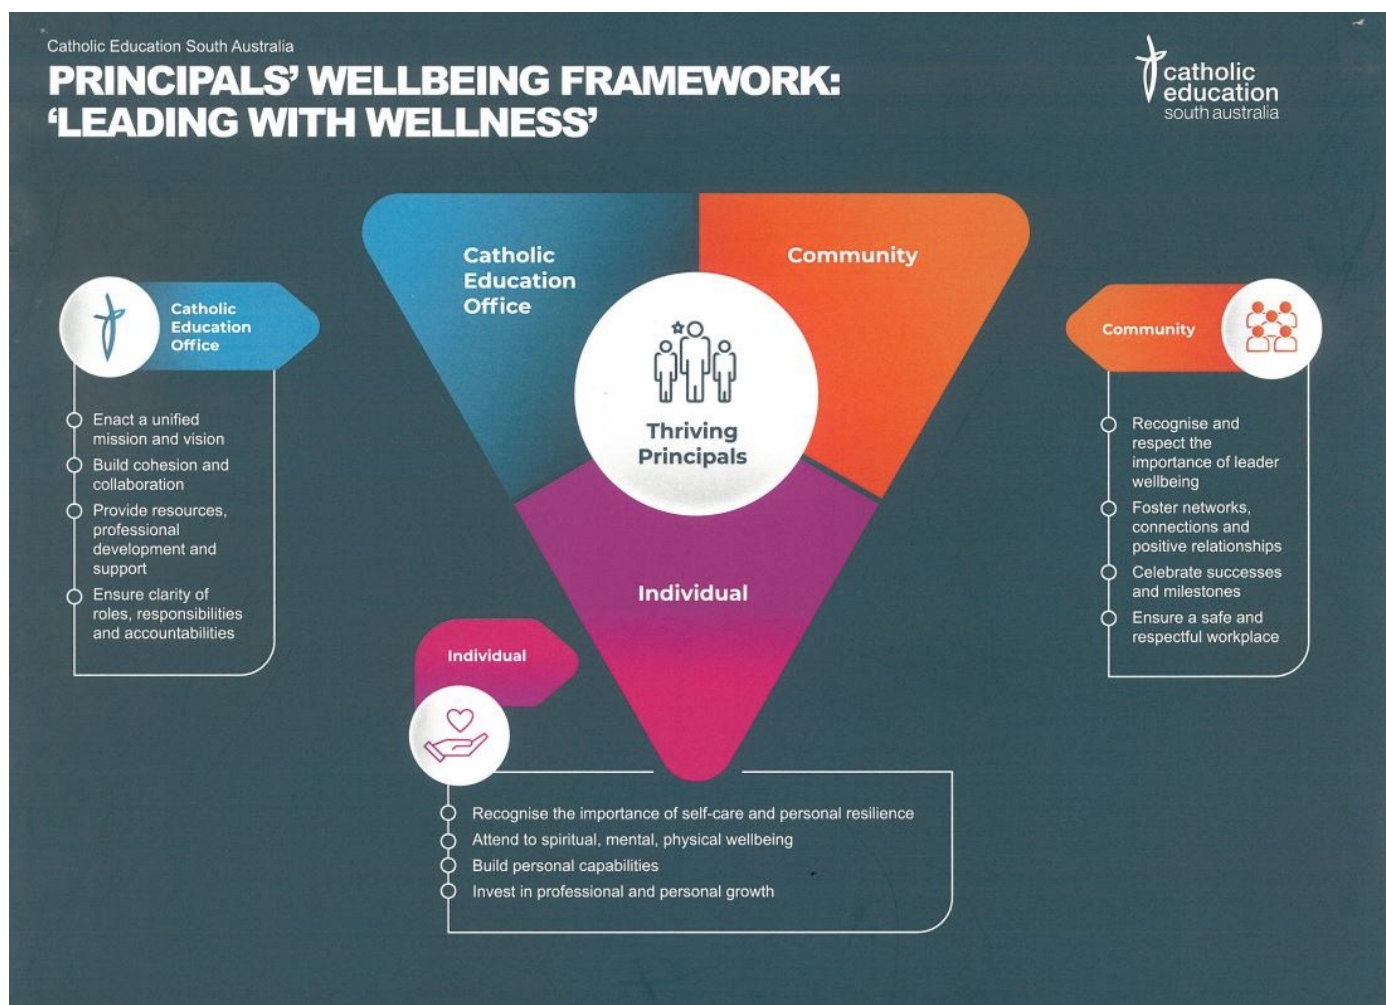 Catholic Education South Australia
PRINCIPALS’ WELLBEING FRAMEWORK:
‘LEADING WITH WELLNESS’
catholic
education
south australia
Catholic
Education
Office
Community
Thriving
Principals
Individual
Catholic
Education
Office
Enact a unified
mission and vision
Build cohesion and
collaboration
Provide resources,
professional
development and
support
Ensure clarity of
roles, responsibilities
and accountabilities
Community
Recognise and
respect the
importance of leader
wellbeing
Foster networks,
connections and
positive relationships
Celebrate successes
and milestones
Ensure a safe and
respectful workplace
Individual
Recognise the importance of self-care and personal resilience
Attend to spiritual, mental, physical wellbeing
Build personal capabilities
Invest in professional and personal growth